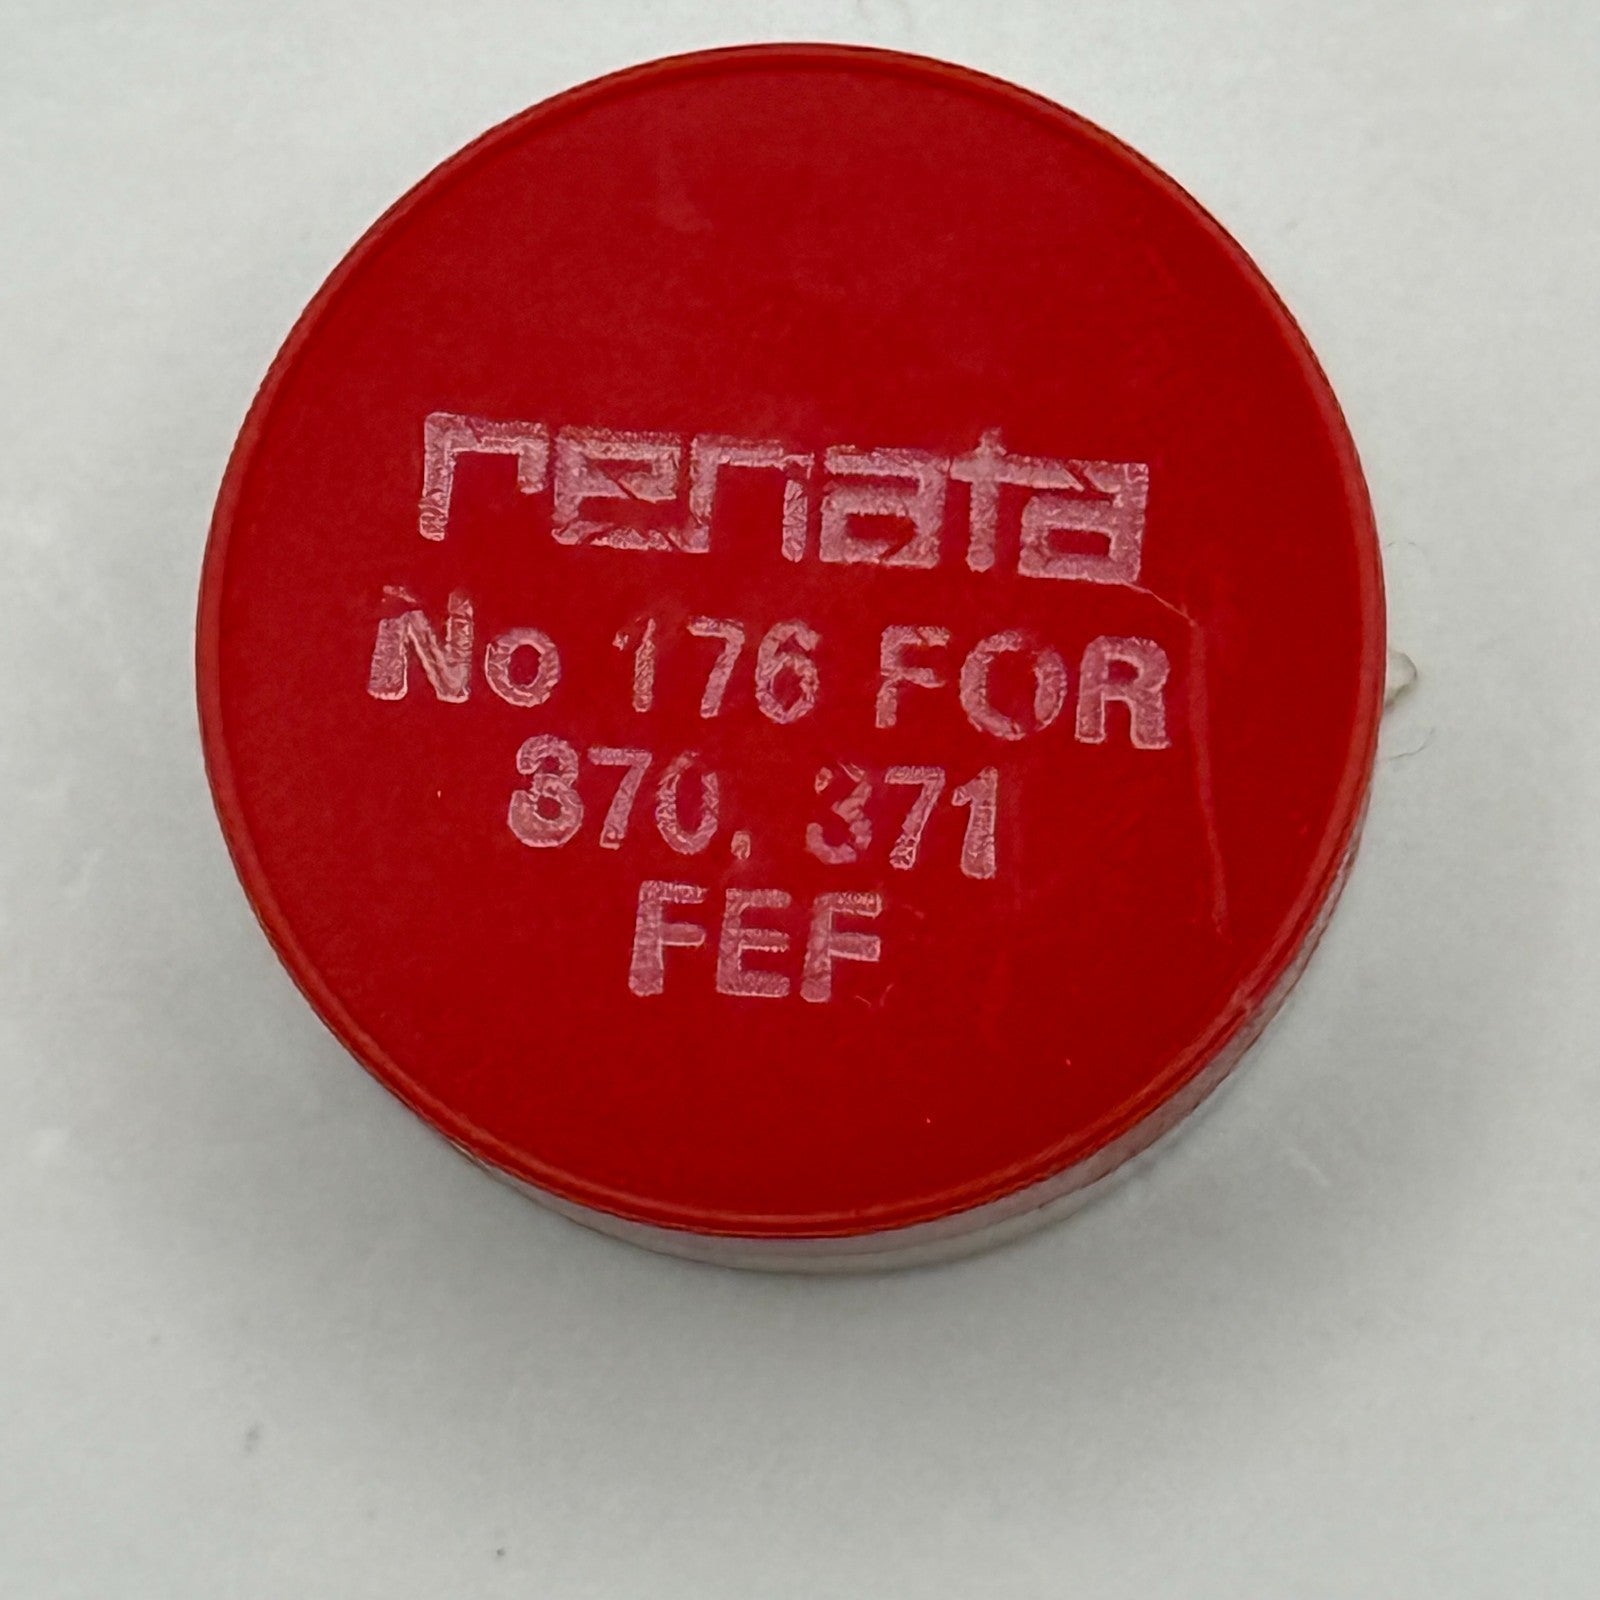 renata
No 176 FOR
370, 371
FEF